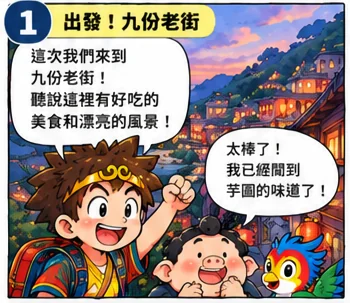 1 出發！九份老街
這次我們來到
九份老街！
聽說這裡有好吃的
美食和漂亮的風景！
太棒了！
我已經聞到
芋圓的味道了！